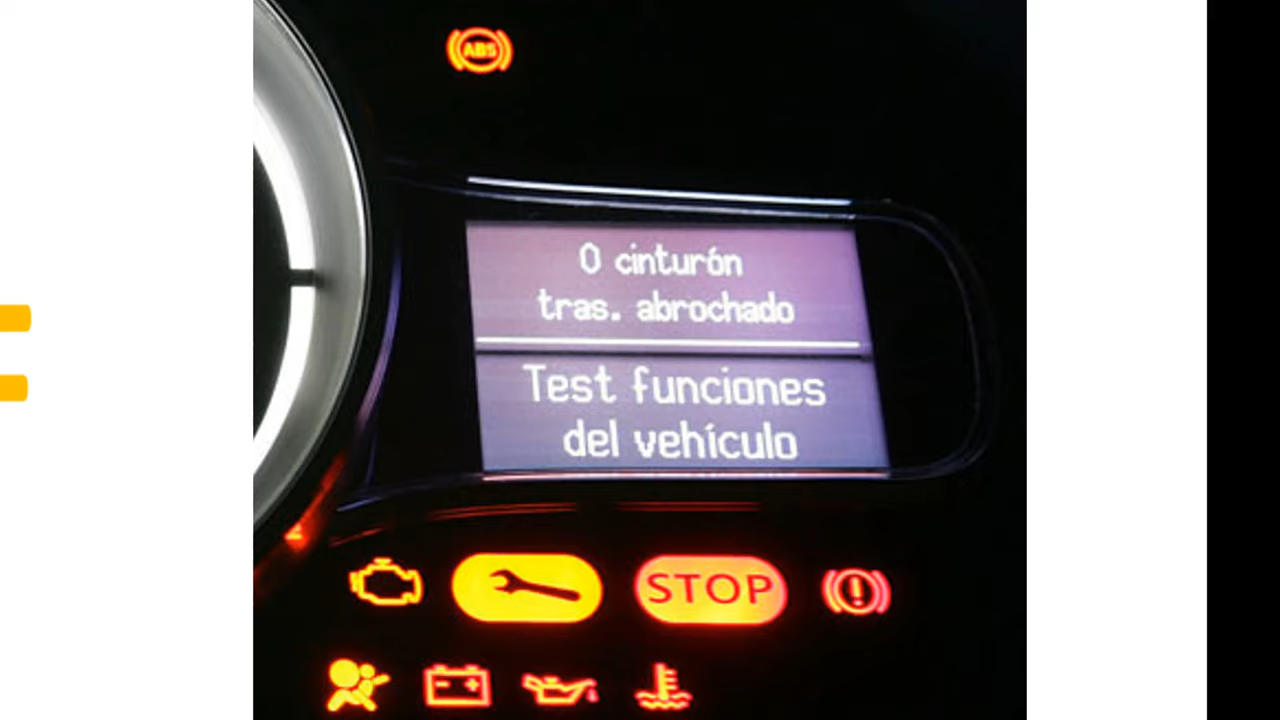 ABS
0 cinturón
tras. abrochado
Test funciones
del vehículo
STOP